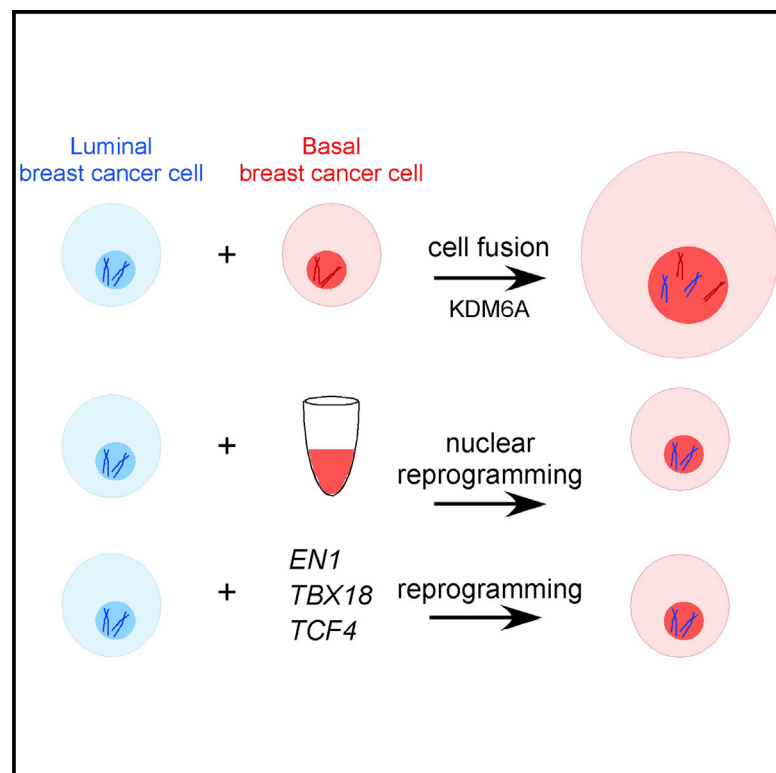 Luminal
breast cancer cell
Basal
breast cancer cell
+
cell fusion
KDM6A
+
nuclear
reprogramming
+
EN1
TBX18
TCF4
reprogramming